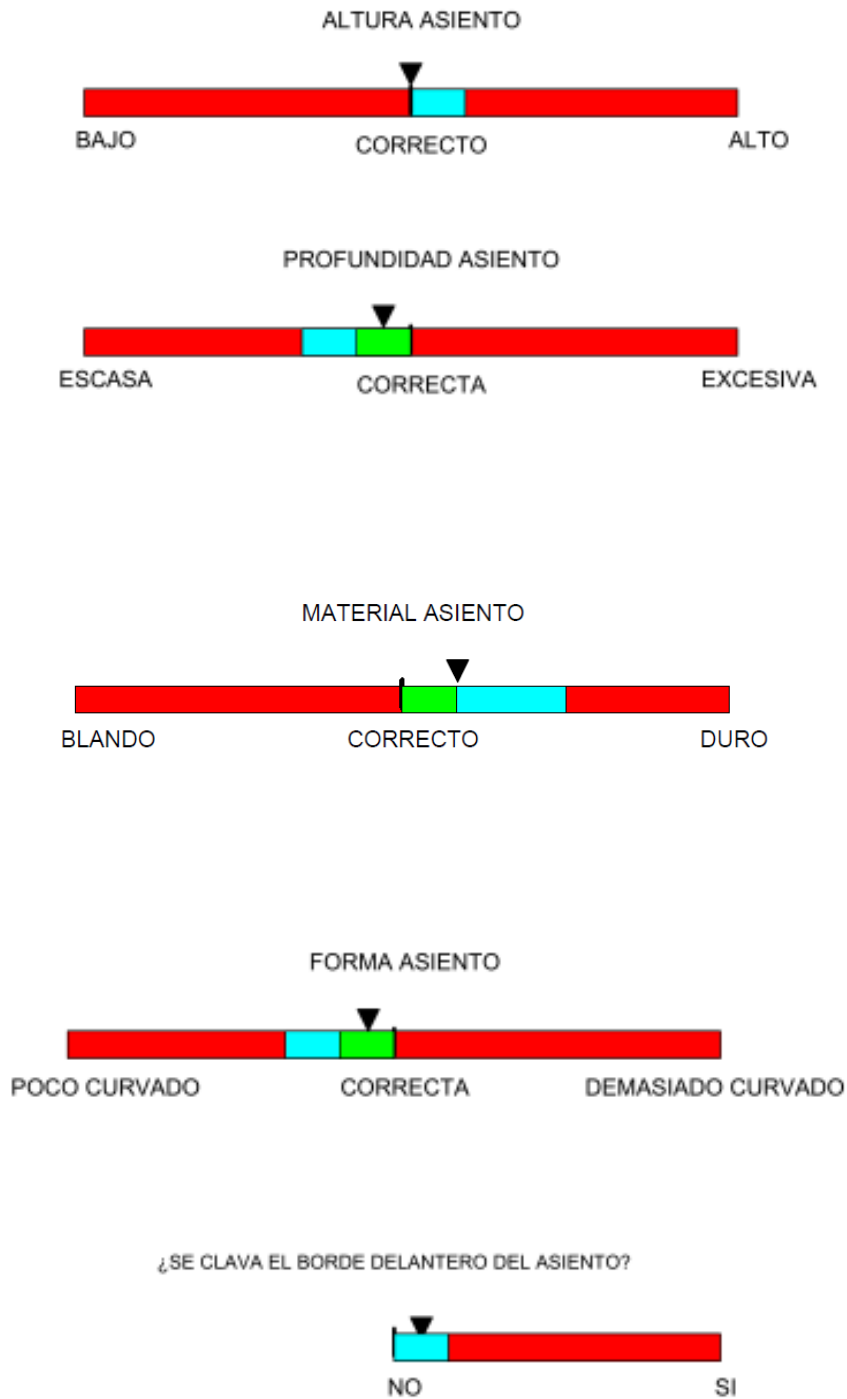 ALTURA ASIENTO
BAJO CORRECTO ALTO
PROFUNDIDAD ASIENTO
ESCASA CORRECTA EXCESIVA
MATERIAL ASIENTO
BLANDO CORRECTO DURO
FORMA ASIENTO
POCO CURVADO CORRECTA DEMASIADO CURVADO
¿SE CLAVA EL BORDE DELANTERO DEL ASIENTO?
NO SI